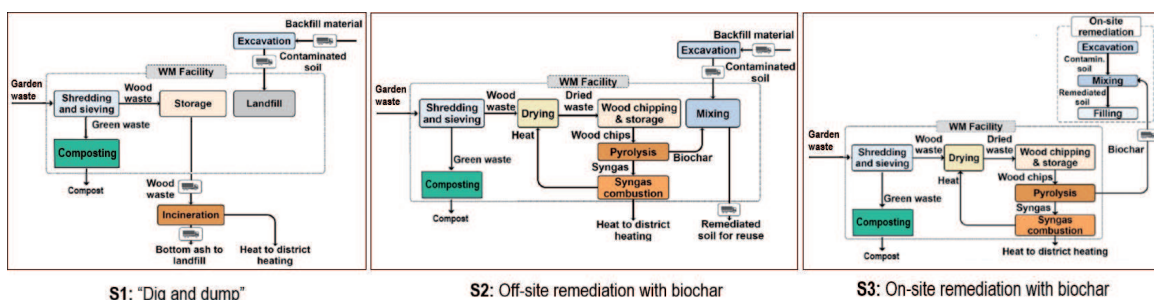 Backfill material
Excavation
Contaminated
soil
WM Facility
Garden
waste
Shredding
and sieving
Wood
waste
Storage
Landfill
Green waste
Composting
Compost
Wood
waste
Incineration
Bottom ash to
landfill
Heat to district
heating
S1: "Dig and dump"
Backfill material
Excavation
Contaminated
soil
WM Facility
Garden
waste
Shredding
and sieving
Wood
waste
Drying
Dried
waste
Wood chipping
& storage
Mixing
Heat
Wood chips
Green waste
Pyrolysis
Biochar
Syngas
Composting
Syngas
combustion
Compost
Heat to district
heating
Remediated
soil for reuse
S2: Off-site remediation with biochar
On-site
remediation
Excavation
Contamin.
soil
Mixing
Remediated
soil
Filling
WM Facility
Garden
waste
Shredding
and sieving
Wood
waste
Drying
Dried
waste
Wood chipping
& storage
Biochar
Heat
Wood chips
Green waste
Pyrolysis
Syngas
Composting
Syngas
combustion
Compost
Heat to district heating
S3: On-site remediation with biochar